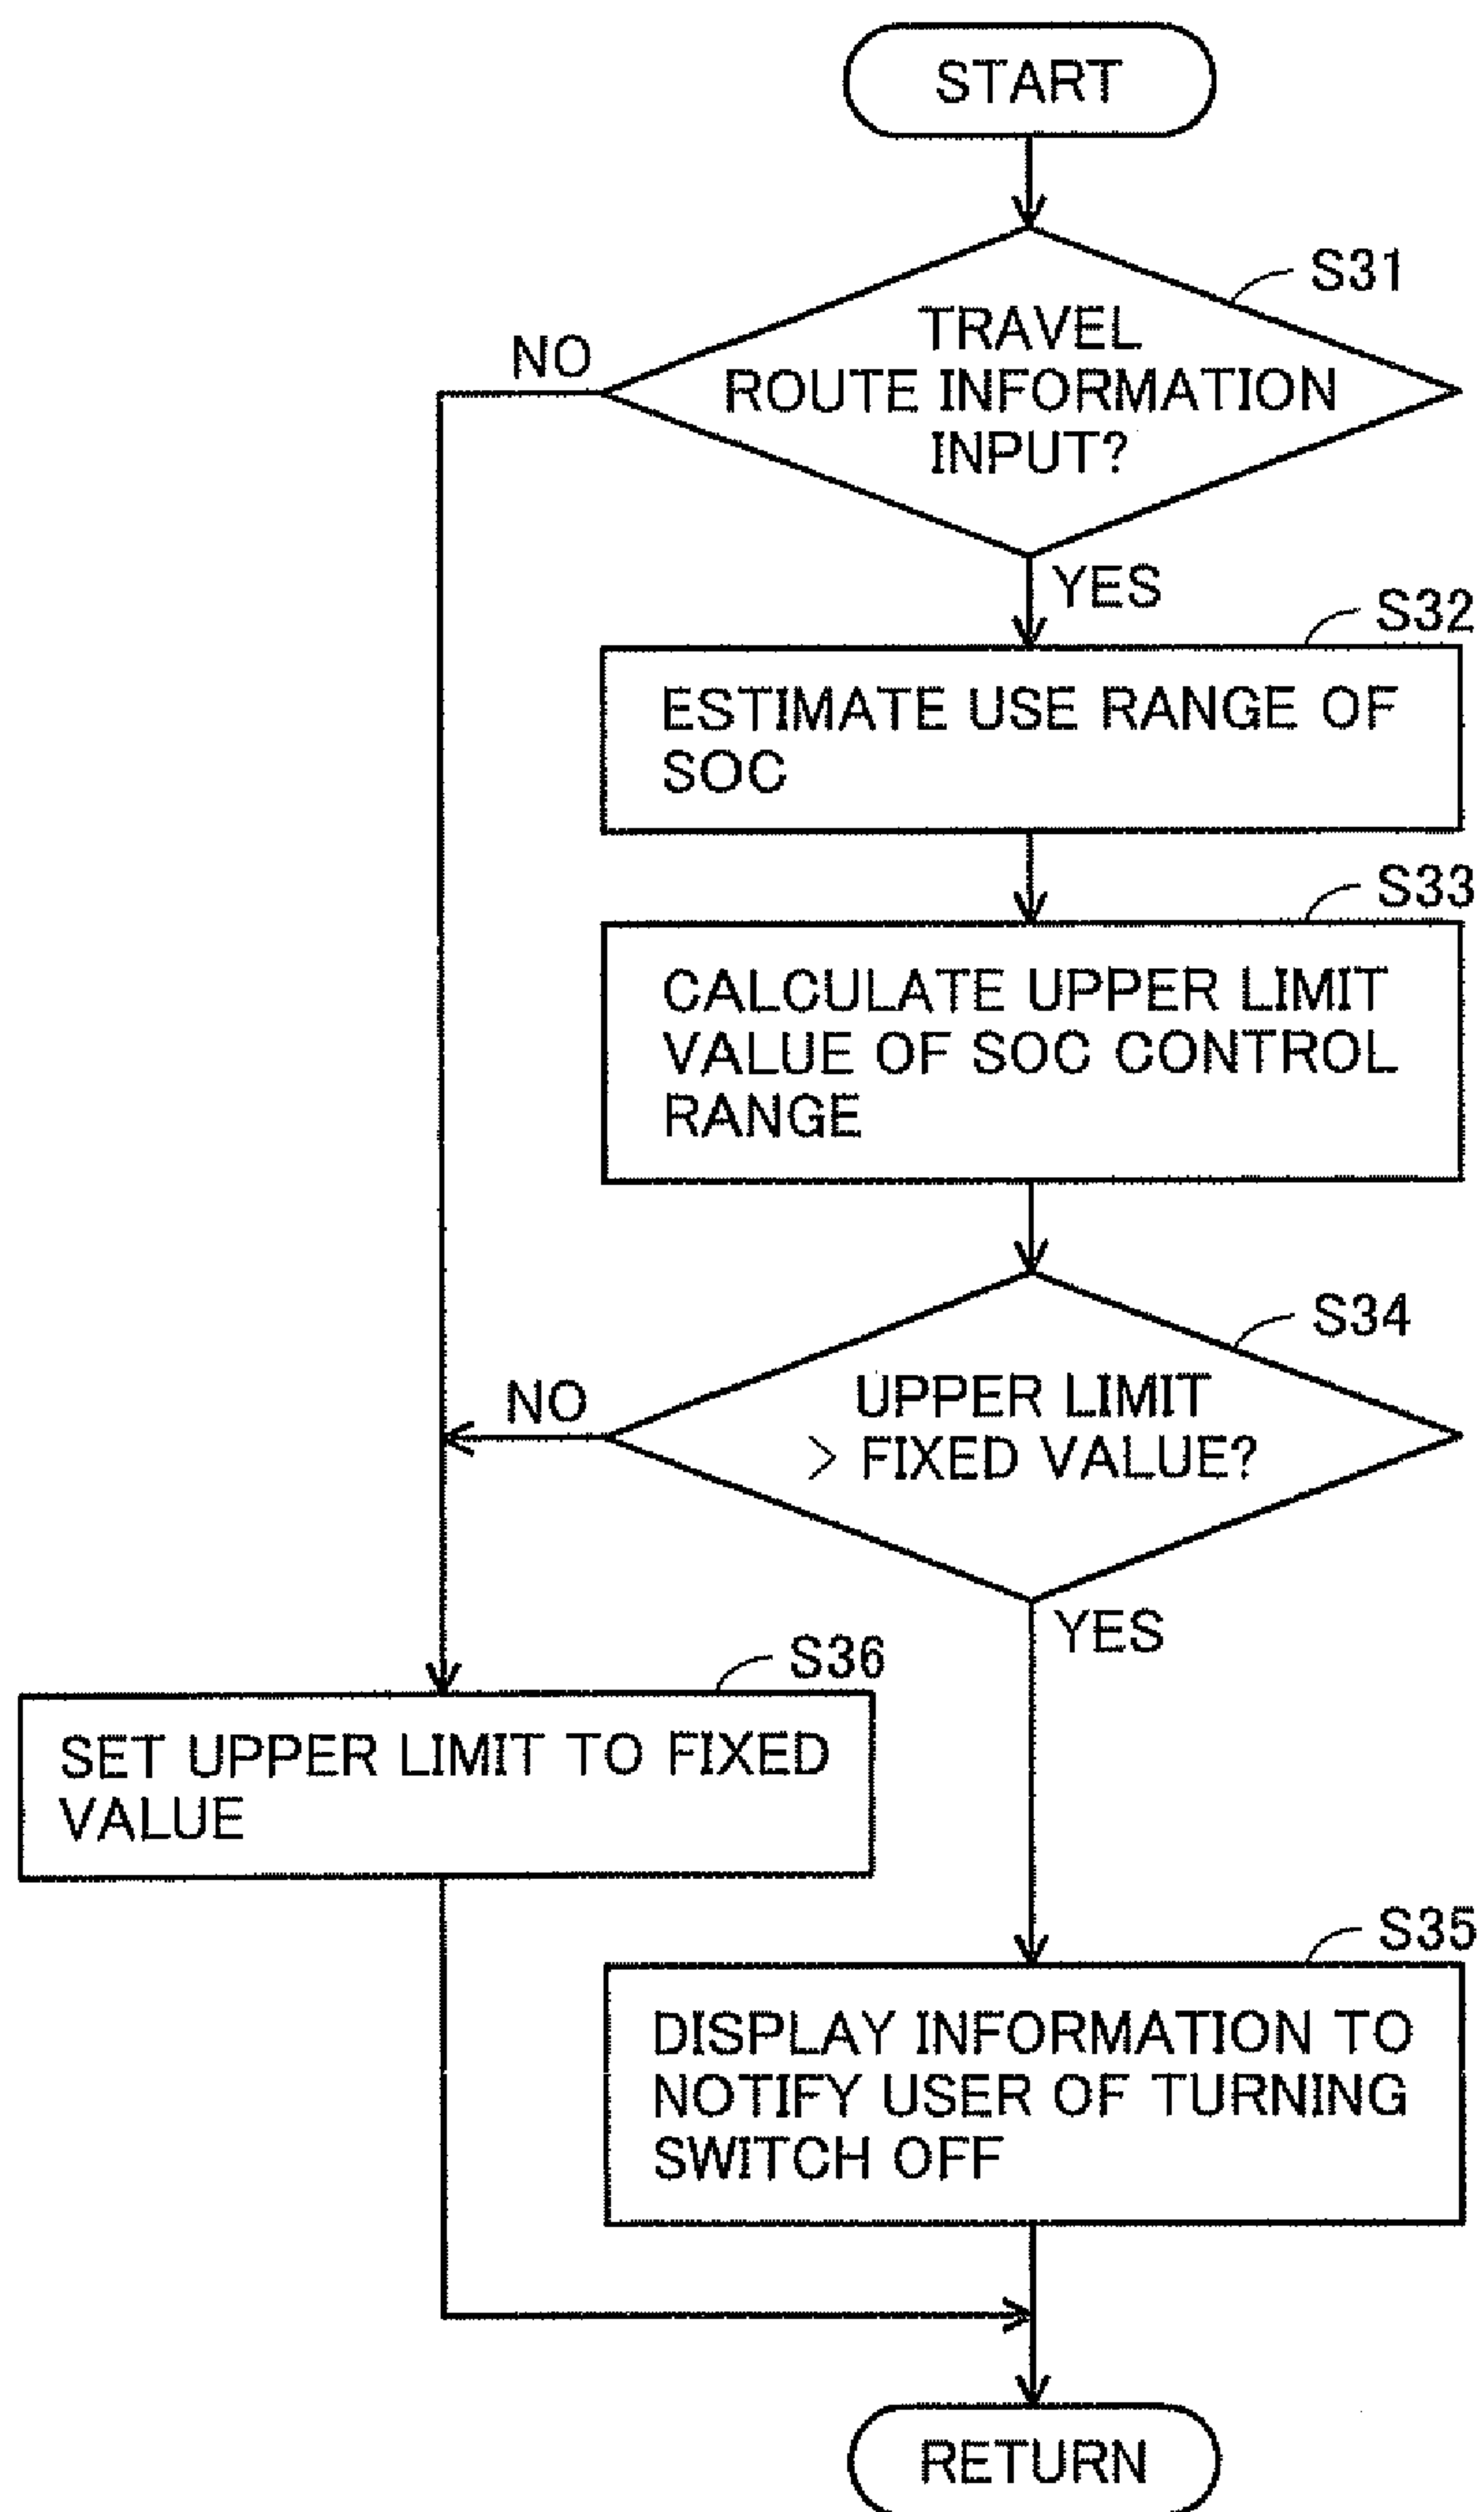 START
S31
TRAVEL
ROUTE INFORMATION
INPUT?
NO
YES
S32
ESTIMATE USE RANGE OF
SOC
S33
CALCULATE UPPER LIMIT
VALUE OF SOC CONTROL
RANGE
S34
UPPER LIMIT
> FIXED VALUE?
NO
YES
S36
SET UPPER LIMIT TO FIXED
VALUE
S35
DISPLAY INFORMATION TO
NOTIFY USER OF TURNING
SWITCH OFF
RETURN